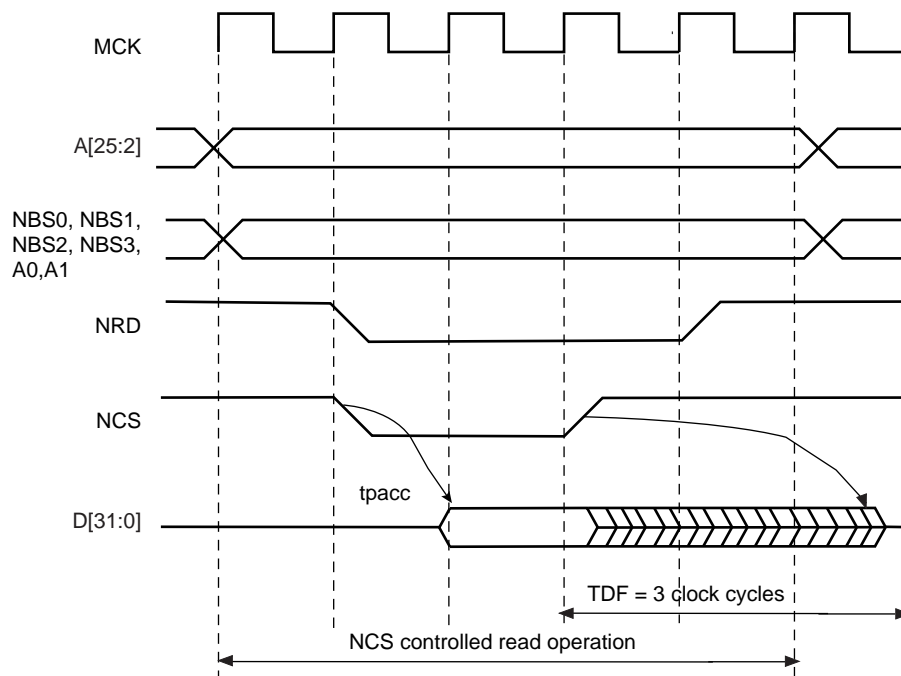 MCK
A[25:2]
NBS0, NBS1,
NBS2, NBS3,
A0,A1
NRD
NCS
tpacc
D[31:0]
TDF = 3 clock cycles
NCS controlled read operation